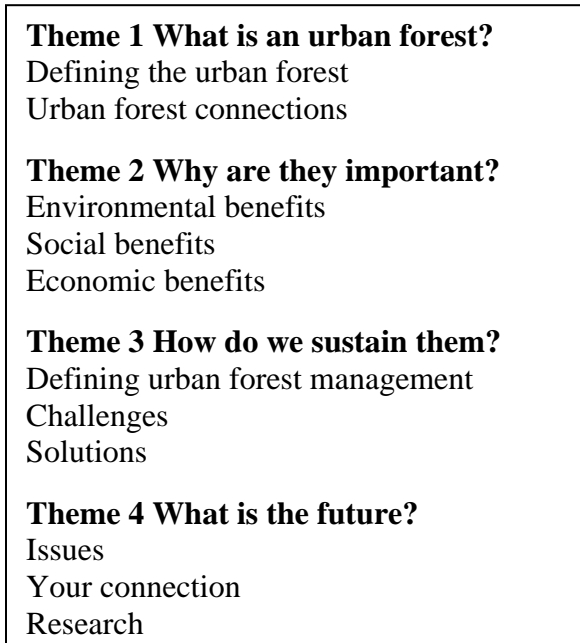 Theme 1 What is an urban forest?
Defining the urban forest
Urban forest connections
Theme 2 Why are they important?
Environmental benefits
Social benefits
Economic benefits
Theme 3 How do we sustain them?
Defining urban forest management
Challenges
Solutions
Theme 4 What is the future?
Issues
Your connection
Research